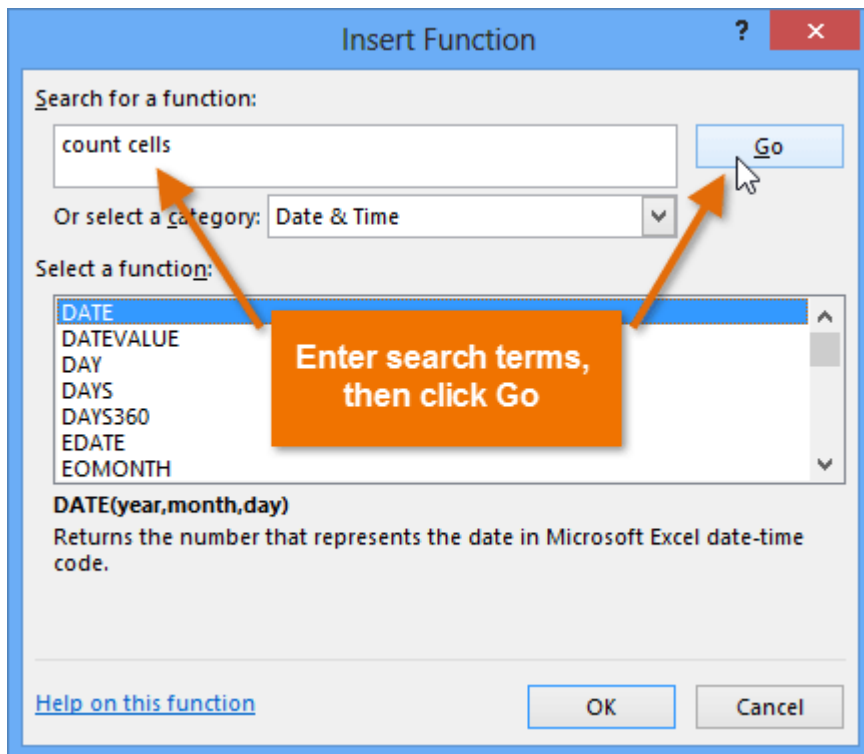 Insert Function
?
×
Search for a function:
count cells
Go
Or select a category: Date & Time
Select a function:
DATE
DATEVALUE
DAY
DAYS
DAYS360
EDATE
EOMONTH
Enter search terms,
then click Go
DATE(year,month,day)
Returns the number that represents the date in Microsoft Excel date-time
code.
Help on this function
OK
Cancel